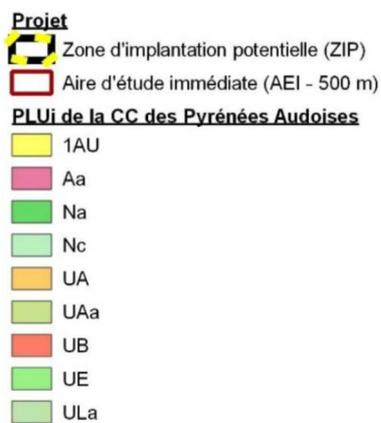 Projet
Zone d'implantation potentielle (ZIP)
Aire d'étude immédiate (AEI - 500 m)
PLUi de la CC des Pyrénées Audoises
1AU
Aa
Na
Nc
UA
UAa
UB
UE
ULa